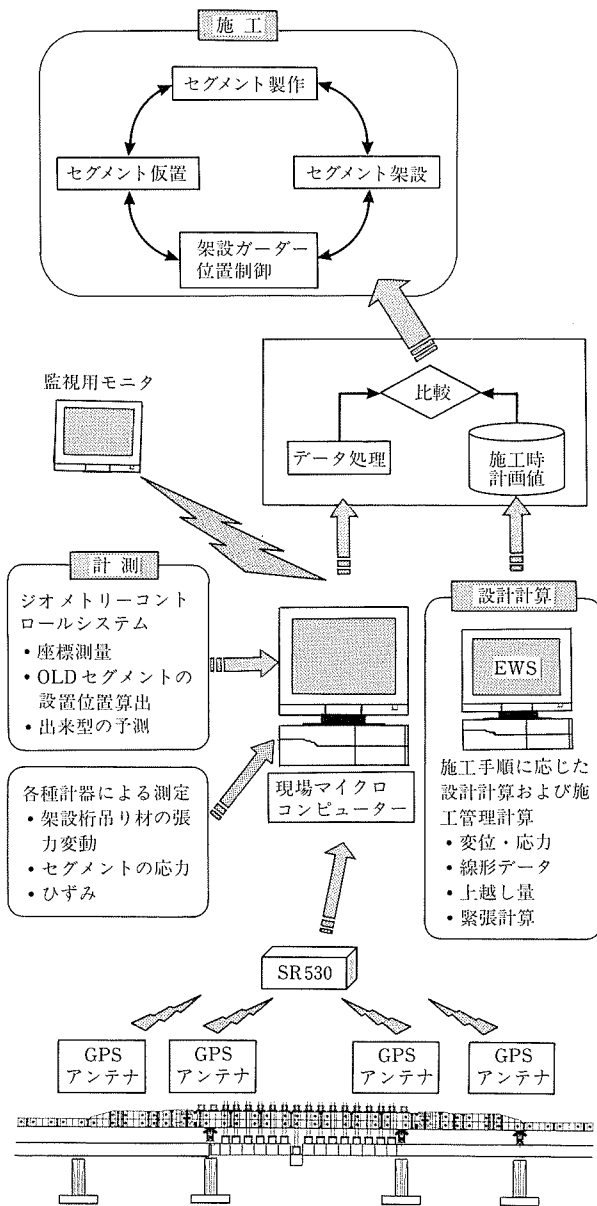 施工
セグメント製作
セグメント仮置
セグメント架設
架設ガーダー
位置制御
監視用モニタ
比較
データ処理
施工時
計画値
計測
ジオメトリーコント
ロールシステム
• 座標測量
• OLDセグメントの
設置位置算出
• 出来型の予測
各種計器による測定
• 架設桁吊り材の張
力変動
• セグメントの応力
• ひずみ
現場マイクロ
コンピューター
設計計算
EWS
施工手順に応じた
設計計算および施
工管理計算
• 変位・応力
• 線形データ
• 上越し量
• 緊張計算
SR530
GPS
アンテナ
GPS
アンテナ
GPS
アンテナ
GPS
アンテナ